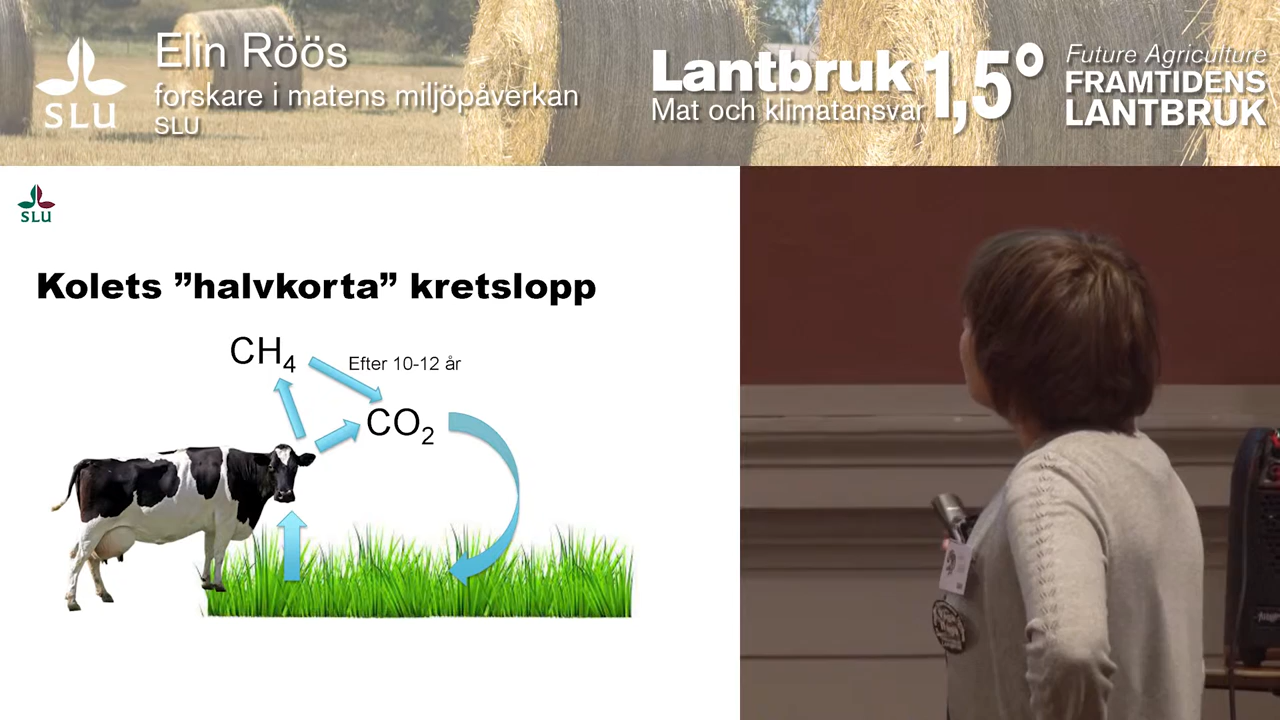 SLU
Elin Röös
forskare i matens miljöpåverkan
SLU
Lantbruk 1,5°
Mat och klimatansvar
Future Agriculture
FRAMTIDENS
LANTBRUK
SLU
Kolets ”halvkorta” kretslopp
CH₄
Efter 10-12 år
CO₂